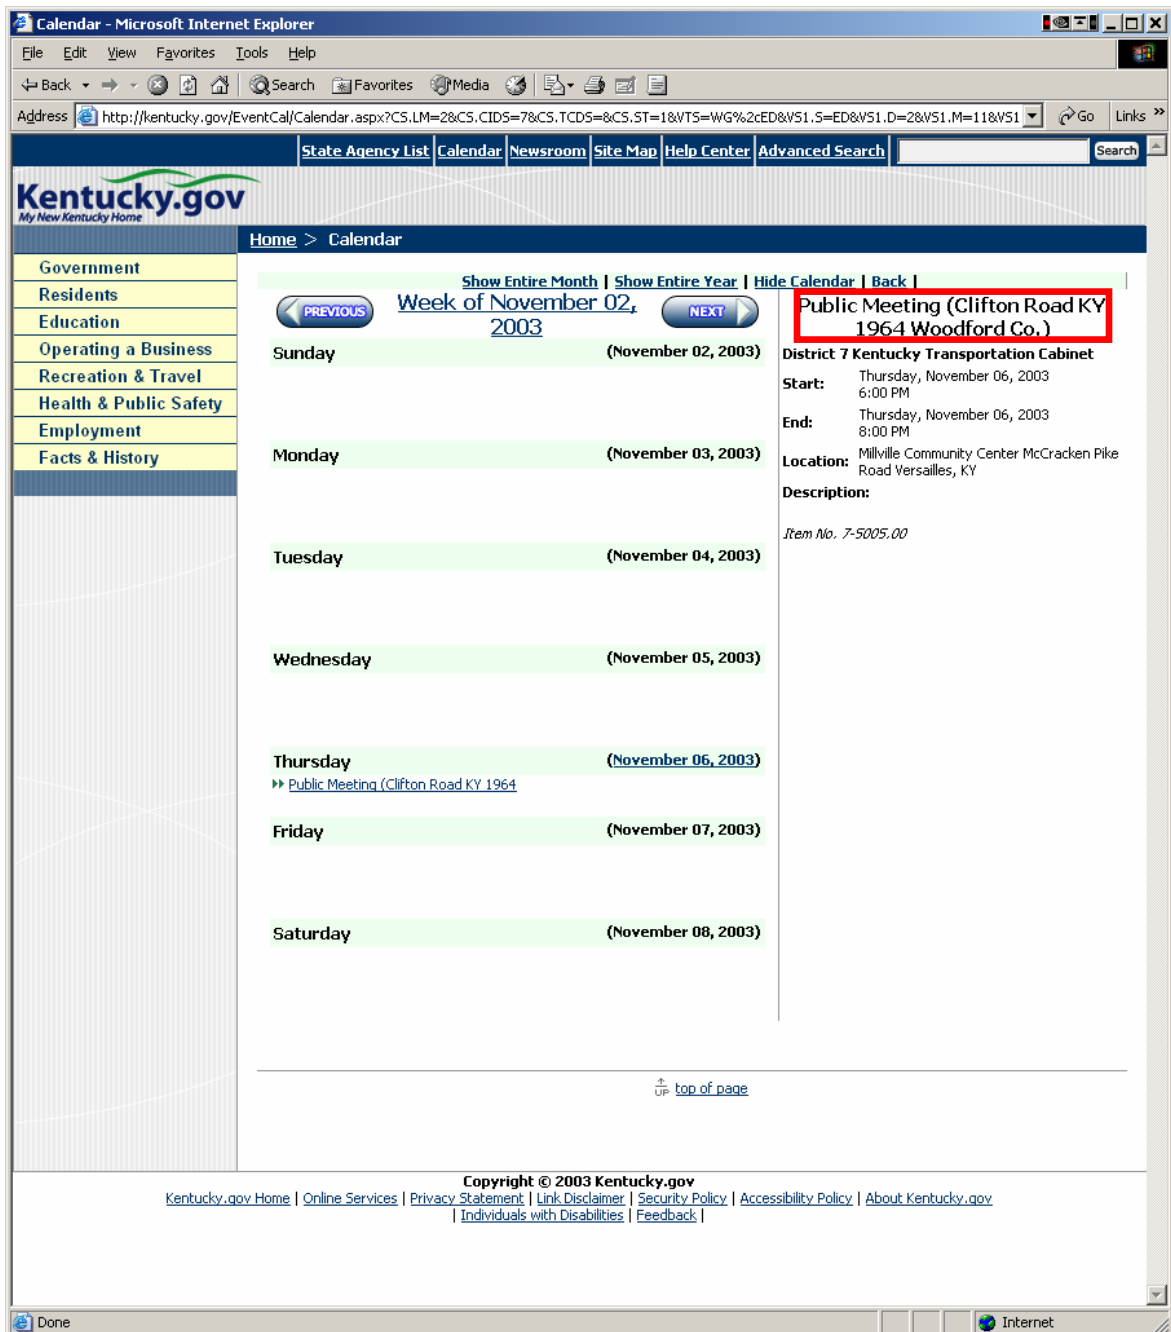 Calendar - Microsoft Internet Explorer
File Edit View Favorites Tools Help
Back Search Favorites Media
Address http://kentucky.gov/EventCal/Calendar.aspx?CS.LM=2&CS.CIDS=7&CS.TCDS=&CS.ST=1&VTS=WG%2cED&VS1.S=ED&VS1.D=2&VS1.M=11&VS1 Go Links »
State Agency List Calendar Newsroom Site Map Help Center Advanced Search Search
Kentucky.gov
My New Kentucky Home
Home > Calendar
Government
Residents
Education
Operating a Business
Recreation & Travel
Health & Public Safety
Employment
Facts & History
Show Entire Month | Show Entire Year | Hide Calendar | Back |
PREVIOUS
Week of November 02,
2003
NEXT
Sunday (November 02, 2003)
Monday (November 03, 2003)
Tuesday (November 04, 2003)
Wednesday (November 05, 2003)
Thursday (November 06, 2003)
Public Meeting (Clifton Road KY 1964
Friday (November 07, 2003)
Saturday (November 08, 2003)
Public Meeting (Clifton Road KY
1964 Woodford Co.)
District 7 Kentucky Transportation Cabinet
Start: Thursday, November 06, 2003
6:00 PM
End: Thursday, November 06, 2003
8:00 PM
Location: Millville Community Center McCracken Pike
Road Versailles, KY
Description:
Item No. 7-5005.00
UP top of page
Copyright © 2003 Kentucky.gov
Kentucky.gov Home | Online Services | Privacy Statement | Link Disclaimer | Security Policy | Accessibility Policy | About Kentucky.gov
| Individuals with Disabilities | Feedback |
Done Internet